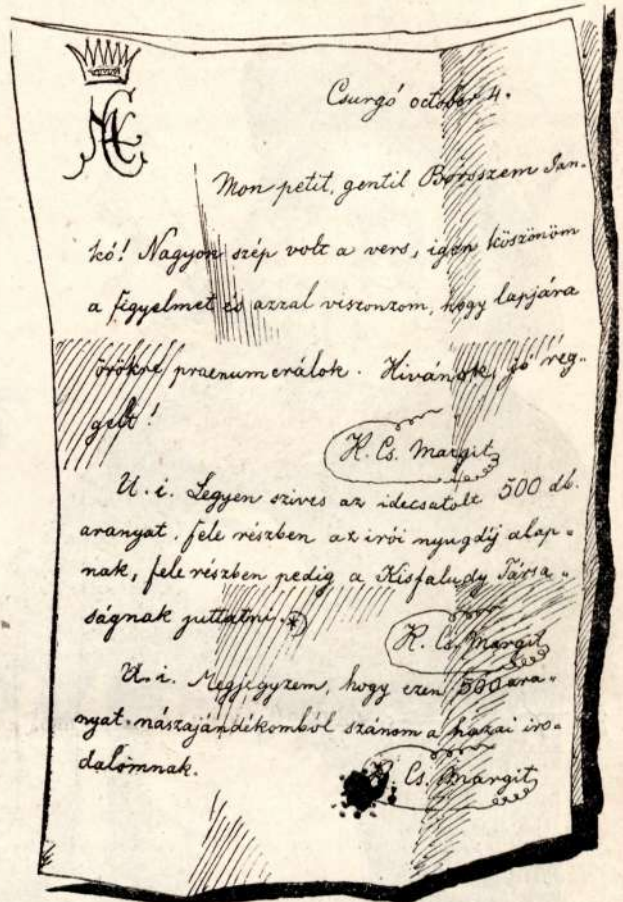 Csurgó october 4.
Mon petit, gentil Borsszem Jan-
kó! Nagyon szép volt a vers, igen köszönöm
a figyelmet és azzal viszonzom, hogy lapjára
örökre praenumerálok. Kivánok jó reg-
gelt!
K. Cs. Margit
U. i. Legyen szives az idecsatolt 500 db.
aranyat, fele részben az irói nyugdíj alap-
nak, fele részben pedig a Kisfaludy Társa-
ságnak juttatni. *
K. Cs. Margit
U. i. Megjegyzem, hogy ezen 500 ara-
nyat nászajándékomból szánom a hazai iro-
dalomnak.
K. Cs. Margit